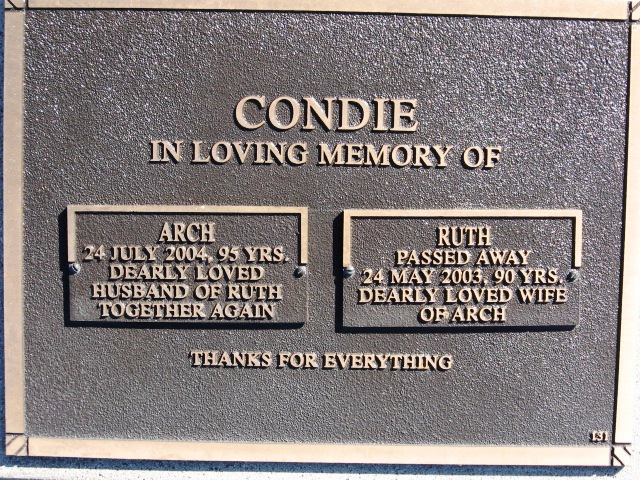 CONDIE
IN LOVING MEMORY OF
ARCH
24 JULY 2004, 95 YRS.
DEARLY LOVED
HUSBAND OF RUTH
TOGETHER AGAIN
RUTH
PASSED AWAY
24 MAY 2003, 90 YRS.
DEARLY LOVED WIFE
OF ARCH
THANKS FOR EVERYTHING
131